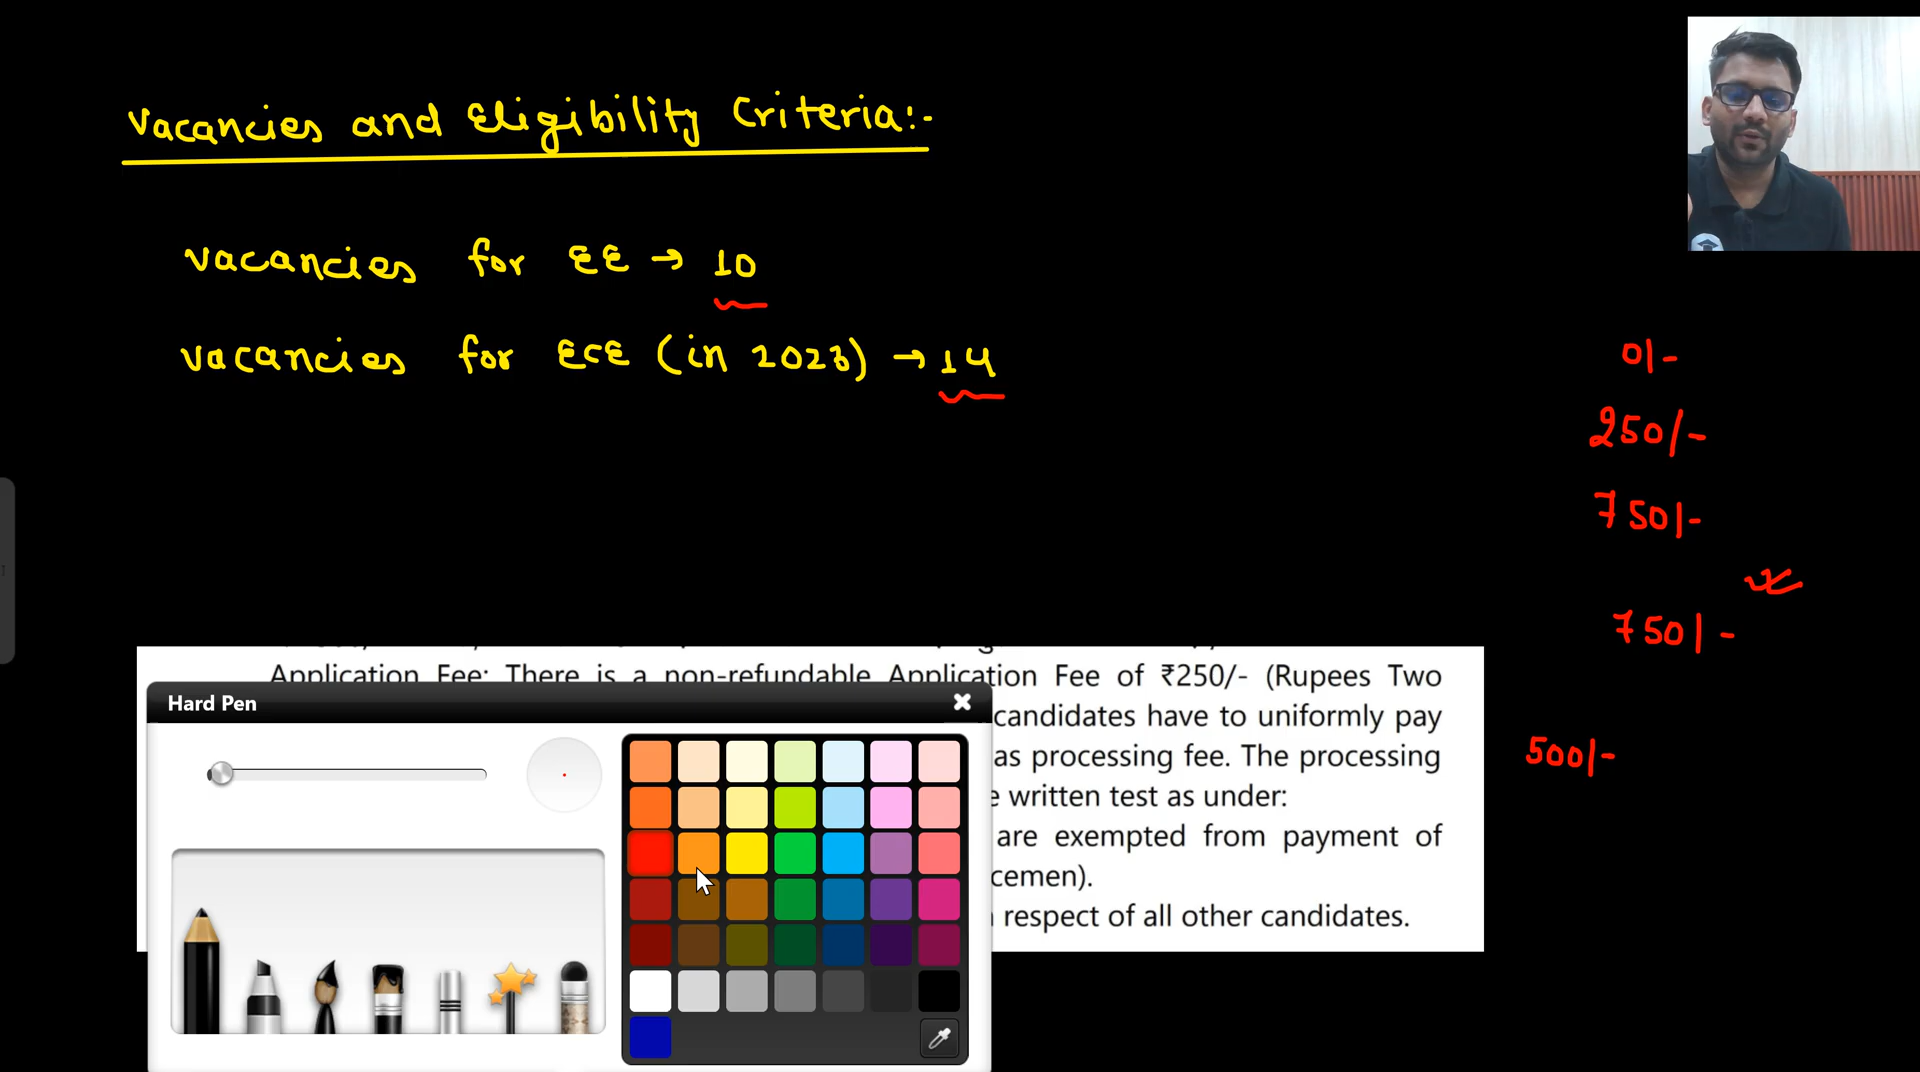 Vacancies and Eligibility Criteria:-
vacancies for EE → 10
vacancies for ECE (in 2023) → 14
0/-
250/-
750/-
750/-
500/-
Application Fee: There is a non-refundable Application Fee of ₹250/- (Rupees Two
candidates have to uniformly pay
as processing fee. The processing
written test as under:
are exempted from payment of
cemen).
respect of all other candidates.
Hard Pen